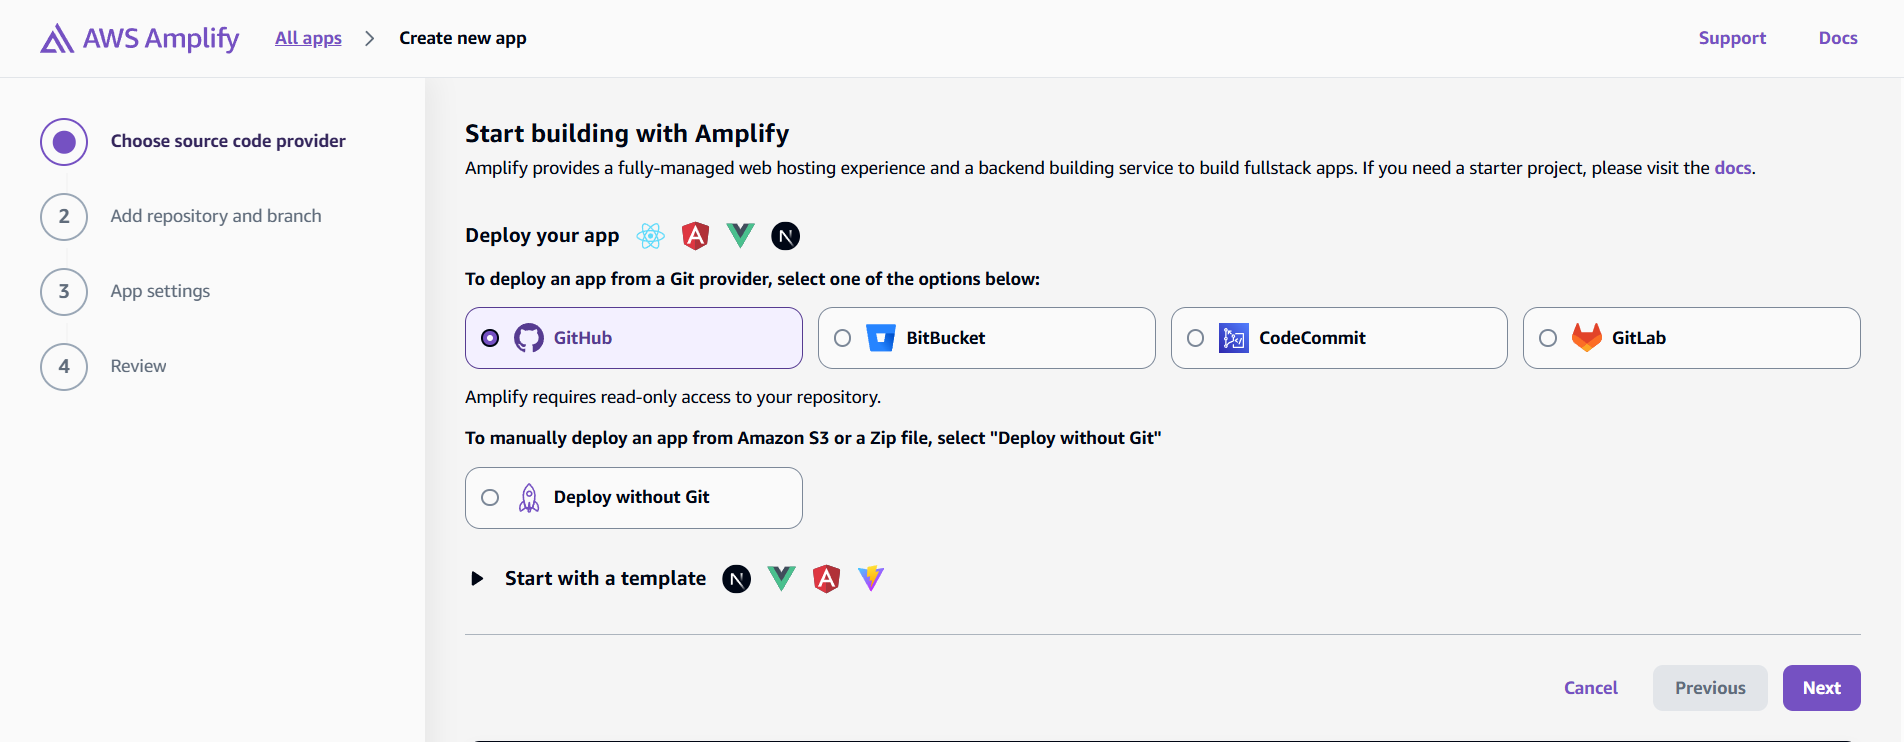 AWS Amplify All apps > Create new app Support Docs
Choose source code provider
2 Add repository and branch
3 App settings
4 Review
Start building with Amplify
Amplify provides a fully-managed web hosting experience and a backend building service to build fullstack apps. If you need a starter project, please visit the docs.
Deploy your app
To deploy an app from a Git provider, select one of the options below:
GitHub BitBucket CodeCommit GitLab
Amplify requires read-only access to your repository.
To manually deploy an app from Amazon S3 or a Zip file, select "Deploy without Git"
Deploy without Git
Start with a template
Cancel Previous Next